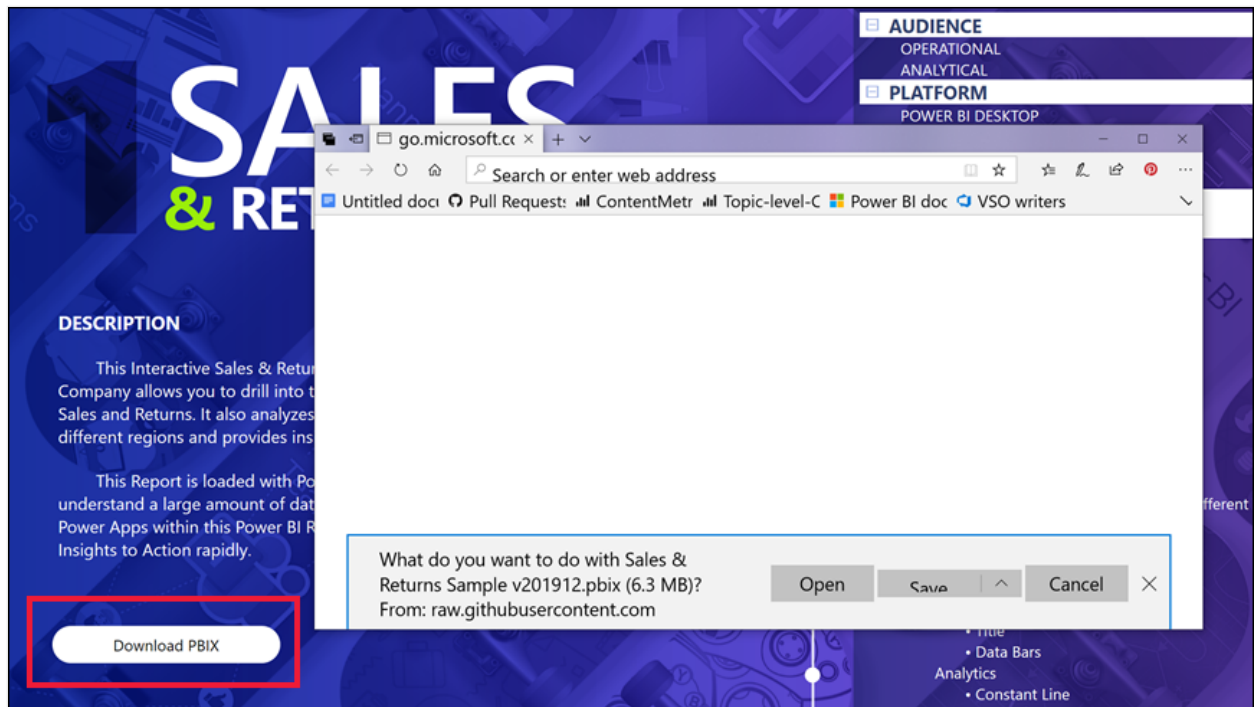 1 SALES
& RET
DESCRIPTION
This Interactive Sales & Retur
Company allows you to drill into t
Sales and Returns. It also analyzes
different regions and provides ins
This Report is loaded with Po
understand a large amount of dat
Power Apps within this Power BI R
Insights to Action rapidly.
Download PBIX
go.microsoft.cc
Search or enter web address
Untitled docu Pull Requests ContentMetr Topic-level-C Power BI doc VSO writers
What do you want to do with Sales &
Returns Sample v201912.pbix (6.3 MB)?
From: raw.githubusercontent.com
Open Save Cancel
AUDIENCE
OPERATIONAL
ANALYTICAL
PLATFORM
POWER BI DESKTOP
fferent
• Title
• Data Bars
Analytics
• Constant Line